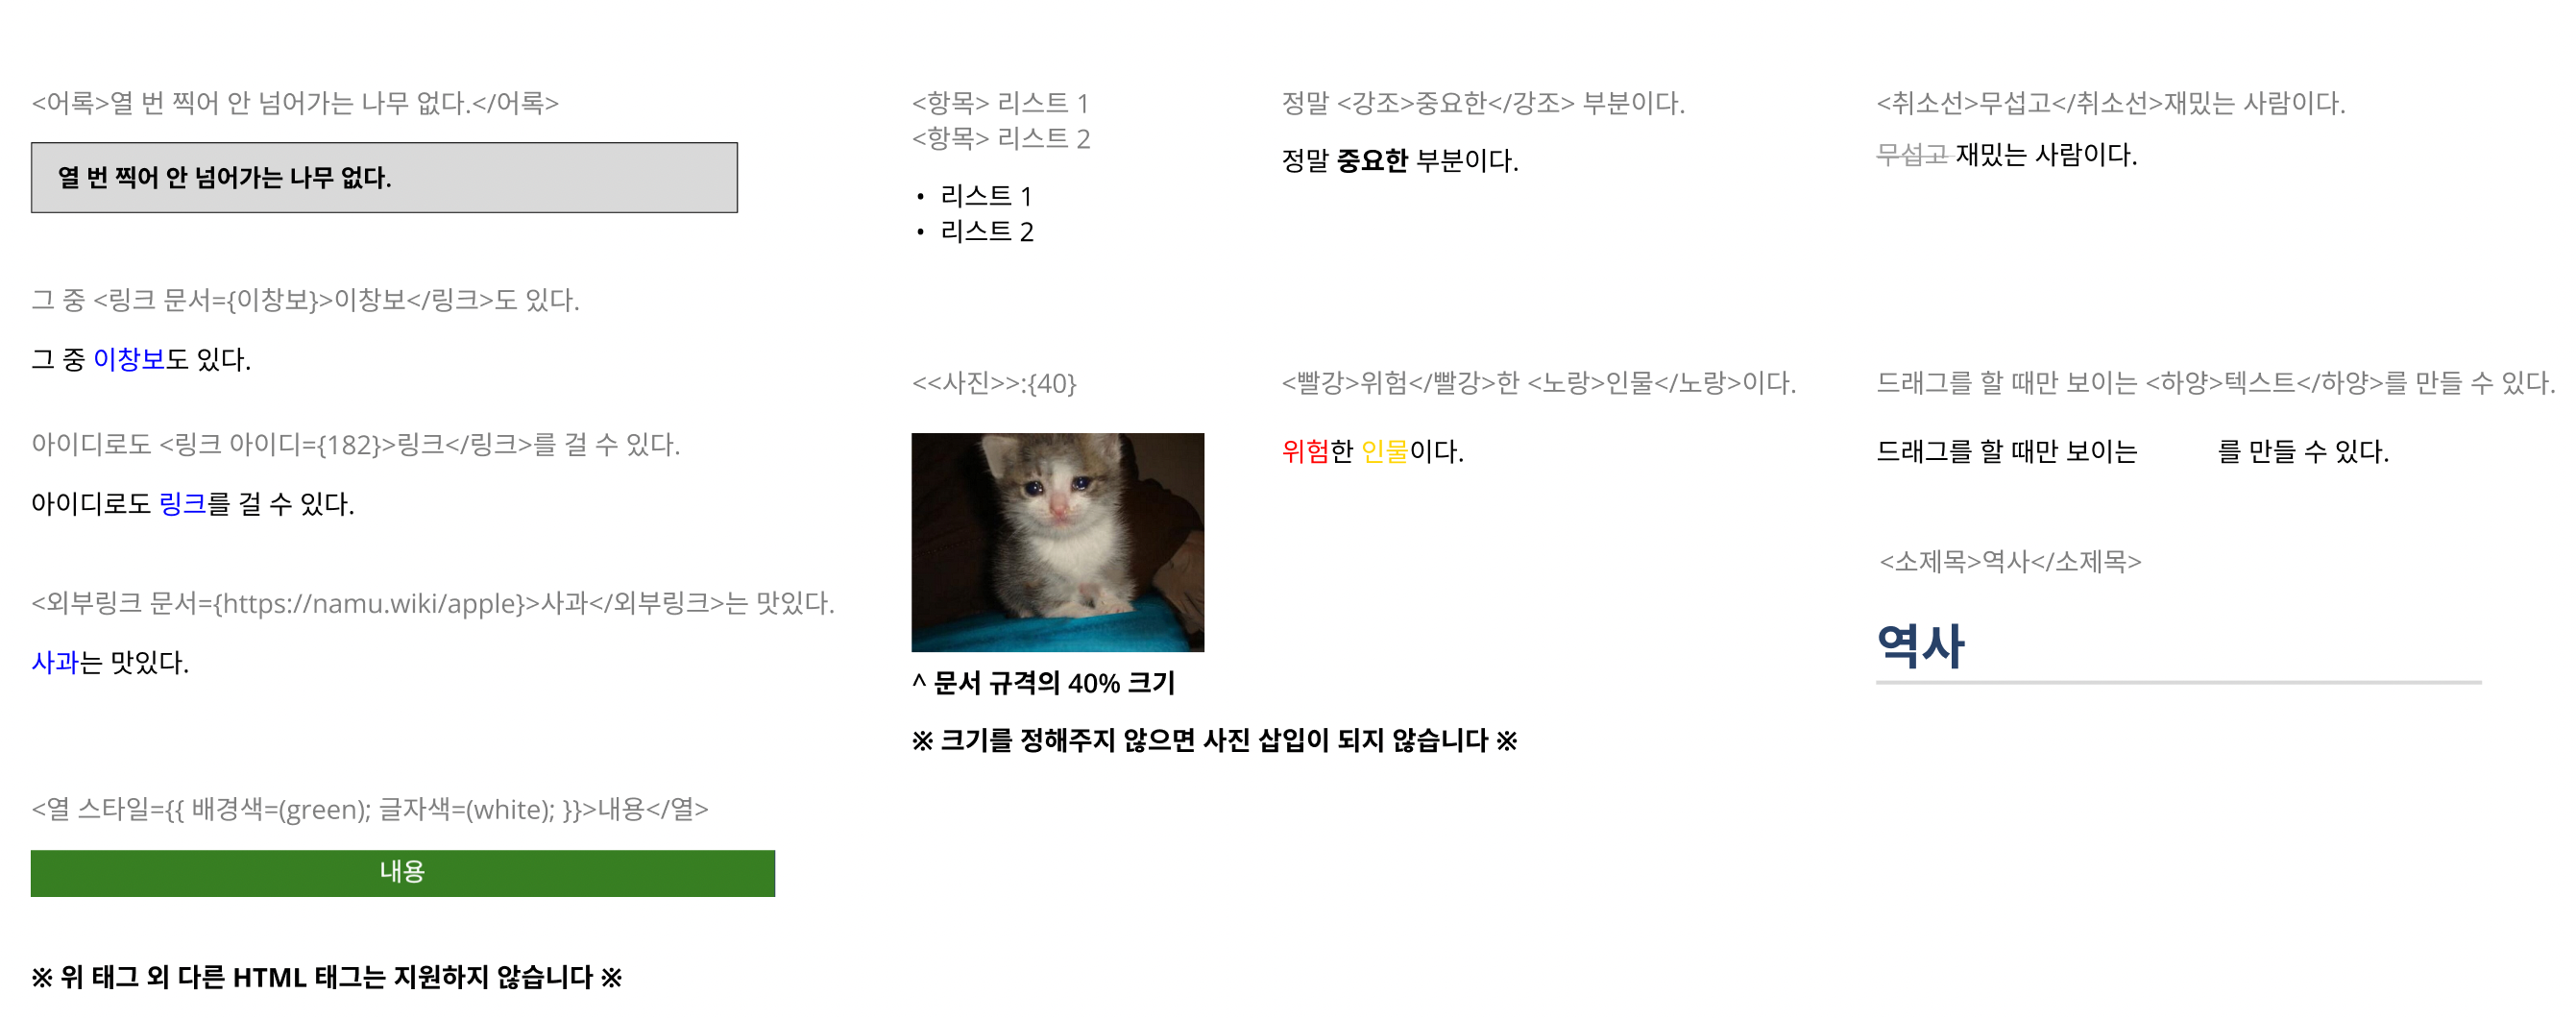 <어록>열 번 찍어 안 넘어가는 나무 없다.</어록>
열 번 찍어 안 넘어가는 나무 없다.
그 중 <링크 문서={이창보}>이창보</링크>도 있다.
그 중 이창보도 있다.
아이디로도 <링크 아이디={182}>링크</링크>를 걸 수 있다.
아이디로도 링크를 걸 수 있다.
<외부링크 문서={https://namu.wiki/apple}>사과</외부링크>는 맛있다.
사과는 맛있다.
<열 스타일={{ 배경색=(green); 글자색=(white); }}>내용</열>
내용
※ 위 태그 외 다른 HTML 태그는 지원하지 않습니다 ※
<항목> 리스트 1
<항목> 리스트 2
• 리스트 1
• 리스트 2
<<사진>>:{40}
^ 문서 규격의 40% 크기
※ 크기를 정해주지 않으면 사진 삽입이 되지 않습니다 ※
정말 <강조>중요한</강조> 부분이다.
정말 중요한 부분이다.
<빨강>위험</빨강>한 <노랑>인물</노랑>이다.
위험한 인물이다.
<취소선>무섭고</취소선>재밌는 사람이다.
무섭고 재밌는 사람이다.
드래그를 할 때만 보이는 <하양>텍스트</하양>를 만들 수 있다.
드래그를 할 때만 보이는 를 만들 수 있다.
<소제목>역사</소제목>
역사